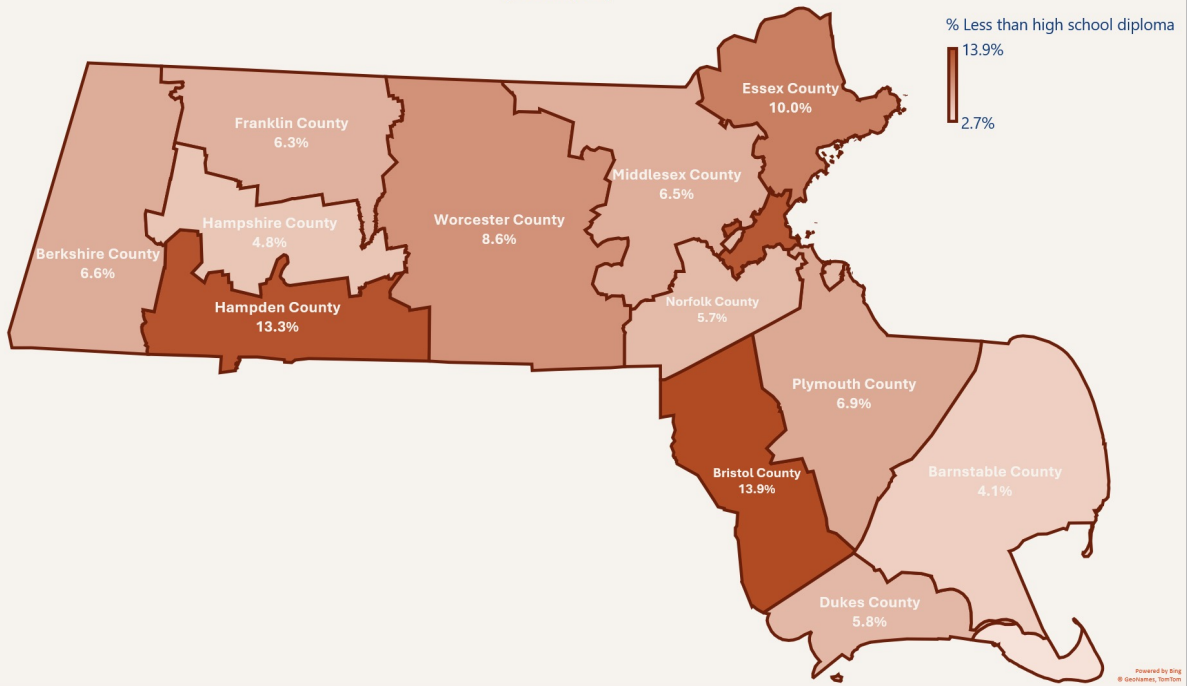 % Less than high school diploma
13.9%
2.7%
Essex County
10.0%
Franklin County
6.3%
Middlesex County
6.5%
Hampshire County
4.8%
Worcester County
8.6%
Berkshire County
6.6%
Hampden County
13.3%
Norfolk County
5.7%
Plymouth County
6.9%
Bristol County
13.9%
Barnstable County
4.1%
Dukes County
5.8%
Powered by Bing
© GeoNames, TomTom